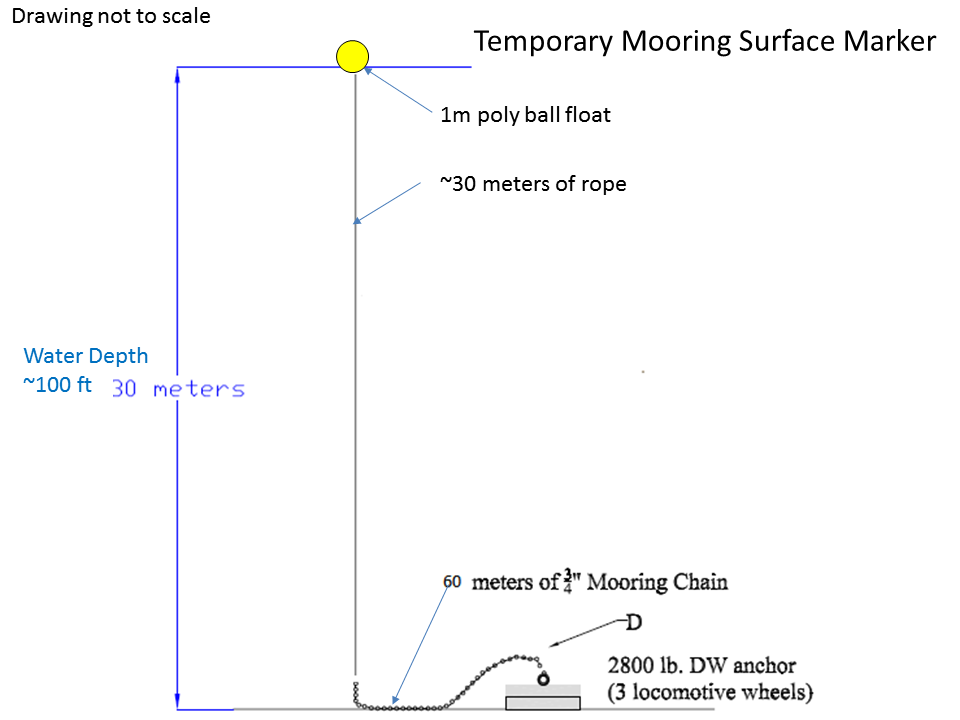 Drawing not to scale
Temporary Mooring Surface Marker
1m poly ball float
~30 meters of rope
Water Depth
~100 ft 30 meters
60 meters of 3/4" Mooring Chain
D
2800 lb. DW anchor
(3 locomotive wheels)